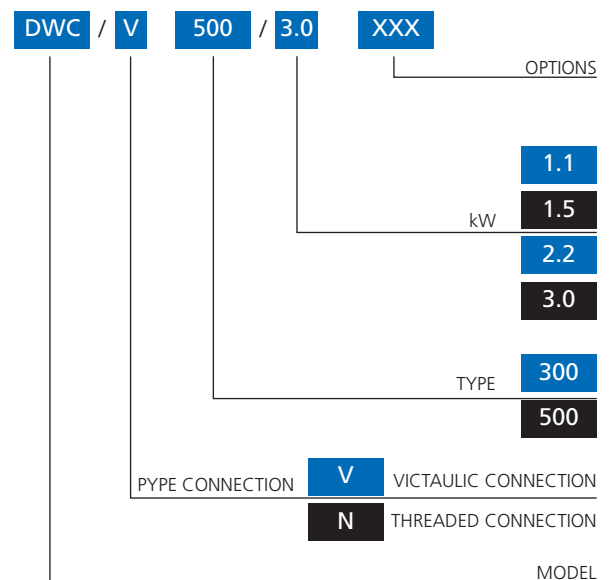 DWC / V 500 / 3.0 XXX
OPTIONS
1.1
1.5
kW
2.2
3.0
300
TYPE
500
PYPE CONNECTION V VICTAULIC CONNECTION
N THREADED CONNECTION
MODEL